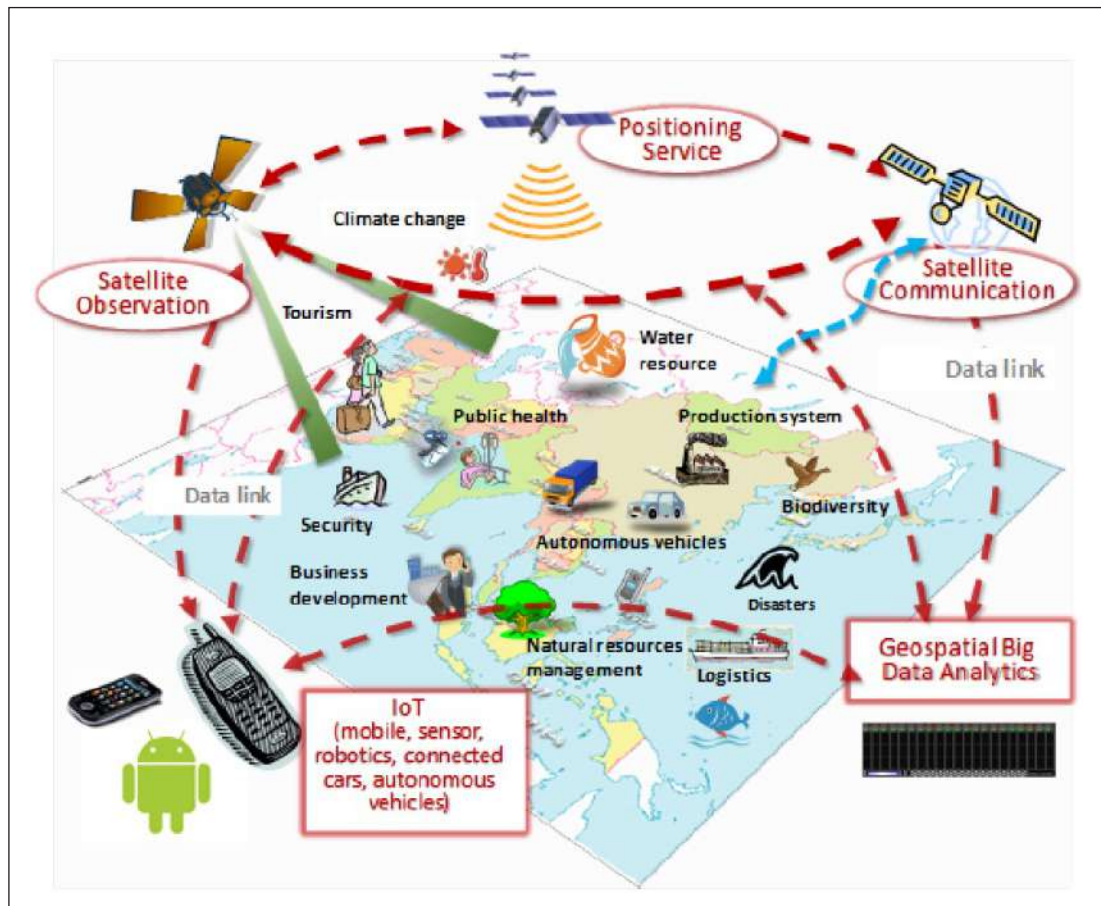 Positioning
Service
Climate change
Satellite
Observation
Satellite
Communication
Tourism
Water
resource
Data link
Public health
Production system
Data link
Security
Biodiversity
Autonomous vehicles
Business
development
Disasters
Natural resources
management
Logistics
Geospatial Big
Data Analytics
IoT
(mobile, sensor,
robotics, connected
cars, autonomous
vehicles)